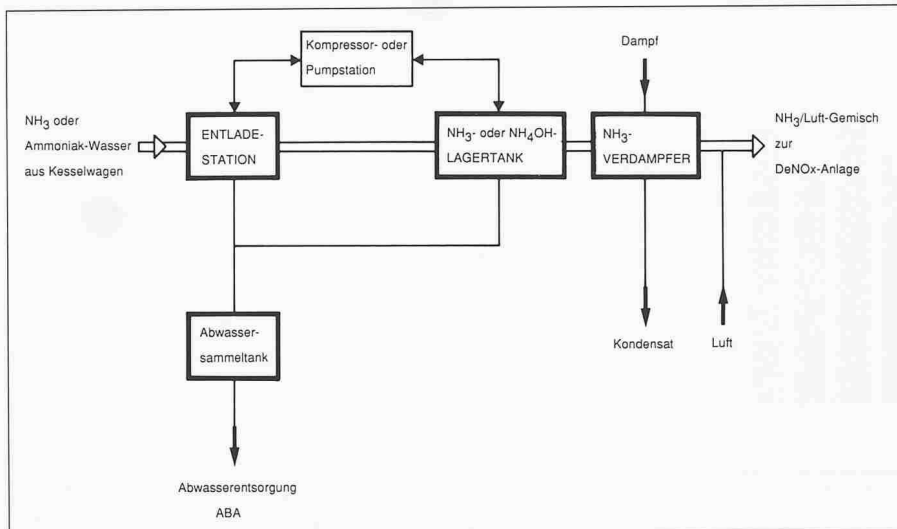 Kompressor- oder
Pumpstation
Dampf
NH3 oder
Ammoniak-Wasser
aus Kesselwagen
ENTLADE-
STATION
NH3- oder NH4OH-
LAGERTANK
NH3-
VERDAMPFER
NH3/Luft-Gemisch
zur
DeNOx-Anlage
Abwasser-
sammeltank
Kondensat
Luft
Abwasserentsorgung
ABA